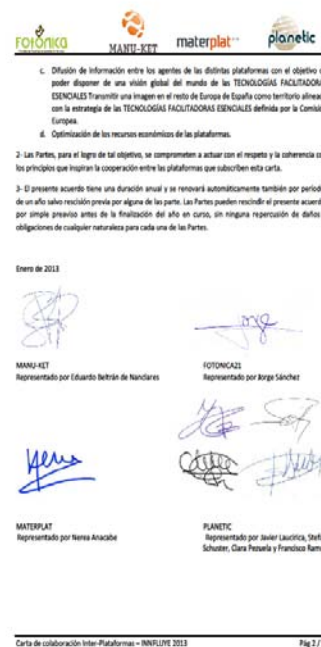 FOTÓNICA
MANU-KET
materplat
planetic
c. Difusión de información entre los agentes de las distintas plataformas con el objetivo
poder disponer de una visión global del mundo de las TECNOLOGÍAS FACILITADORA
ESENCIALES Transmitir una imagen en el resto de Europa de España como territorio alinead
con la estrategia de las TECNOLOGÍAS FACILITADORAS ESENCIALES definida por la Comisió
Europea.
d. Optimización de los recursos económicos de las plataformas.
2- Las Partes, para el logro de tal objetivo, se comprometen a actuar con el respeto y la coherencia co
los principios que inspiran la cooperación entre las plataformas que subscriben esta carta.
3- El presente acuerdo tiene una duración anual y se renovará automáticamente también por period
de un año salvo rescisión previa por alguna de las parte. Las Partes pueden rescindir el presente acuerd
por simple preaviso antes de la finalización del año en curso, sin ninguna repercusión de daños
obligaciones de cualquier naturaleza para cada una de las Partes.
Enero de 2013
MANU-KET
Representado por Eduardo Beltrán de Nanclares
FOTONICA21
Representado por Jorge Sánchez
MATERPLAT
Representado por Nerea Anacabe
PLANETIC
Representado por Javier Laucirica, Stef
Schuster, Clara Pezuela y Francisco Ram
Carta de colaboración Inter-Plataformas – INNFLUYE 2013
Pág 2 /